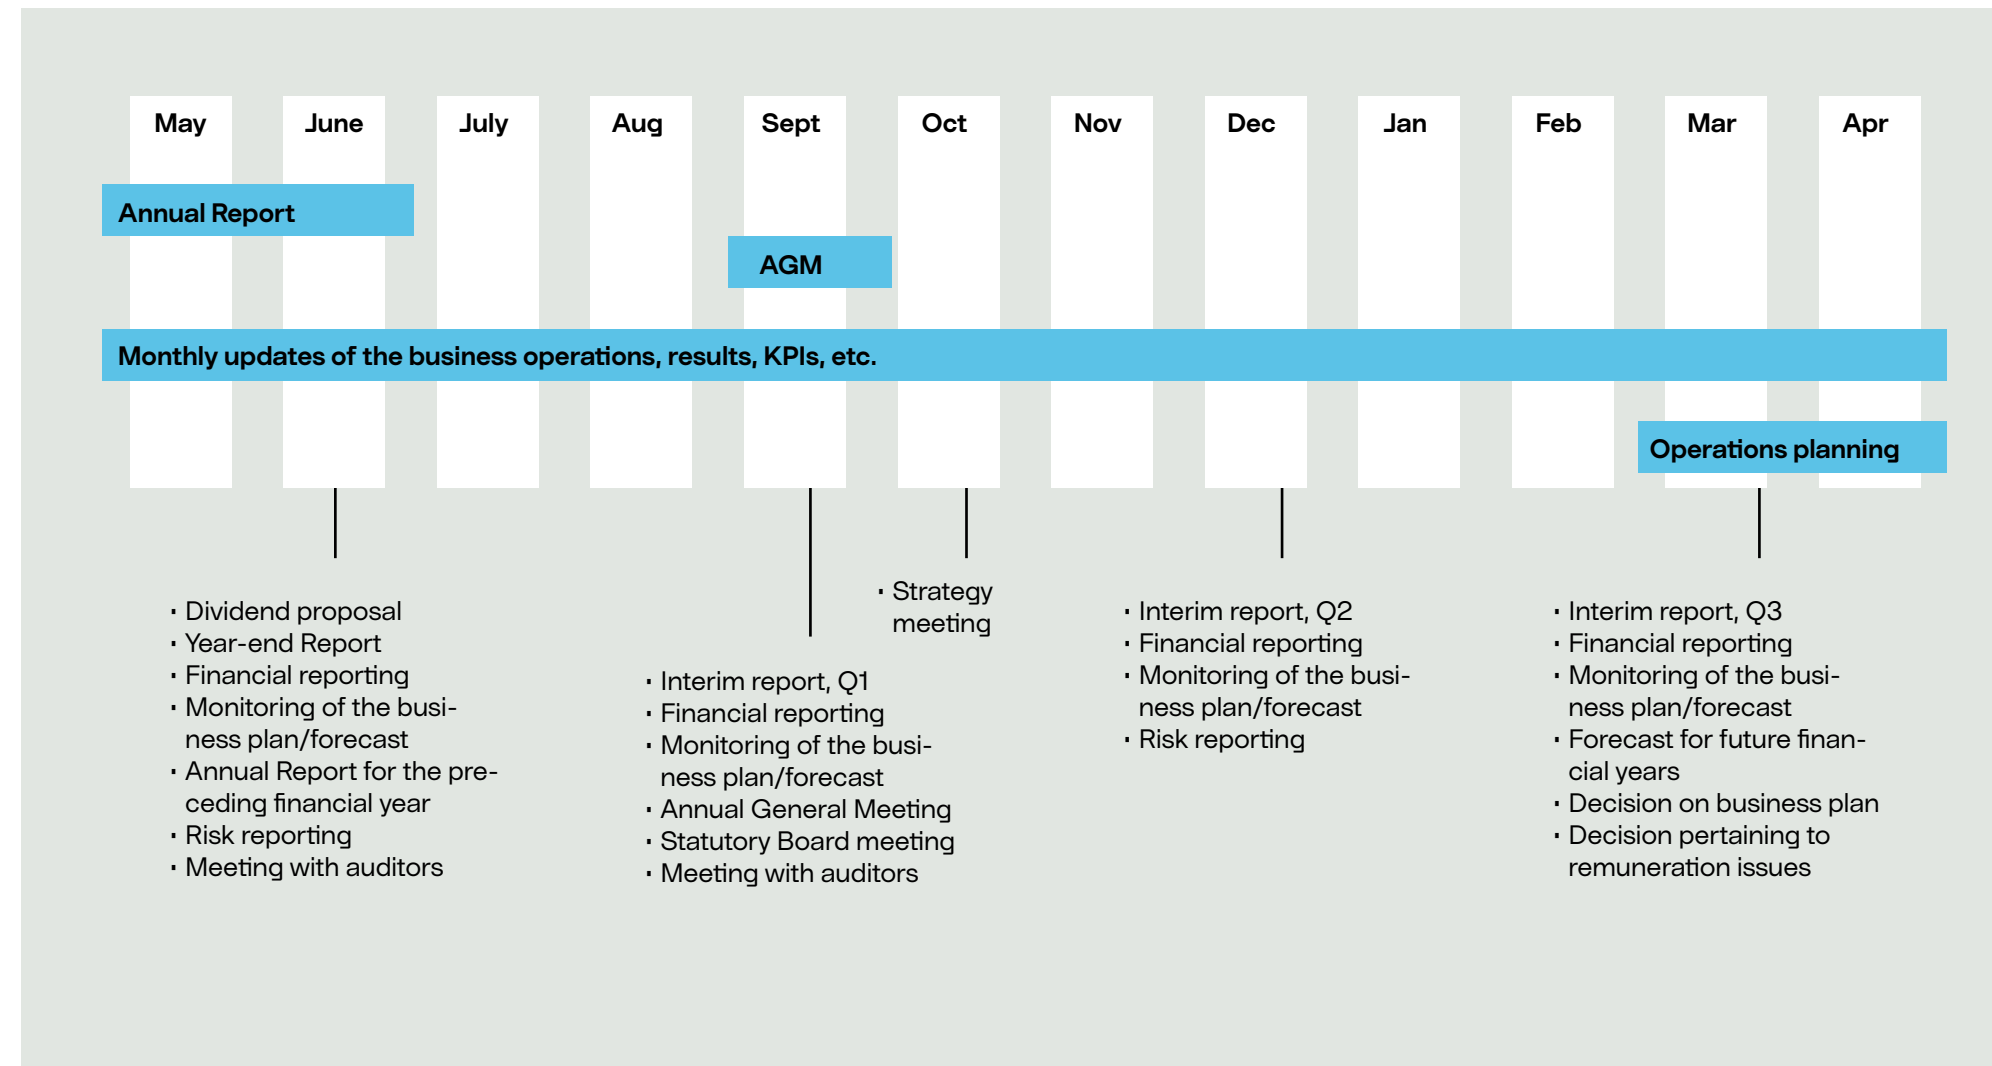 May
June
July
Aug
Sept
Oct
Nov
Dec
Jan
Feb
Mar
Apr
Annual Report
AGM
Monthly updates of the business operations, results, KPIs, etc.
Operations planning
· Dividend proposal
· Year-end Report
· Financial reporting
· Monitoring of the busi-
ness plan/forecast
· Annual Report for the pre-
ceding financial year
· Risk reporting
· Meeting with auditors
· Interim report, Q1
· Financial reporting
· Monitoring of the busi-
ness plan/forecast
· Annual General Meeting
· Statutory Board meeting
· Meeting with auditors
· Strategy
meeting
· Interim report, Q2
· Financial reporting
· Monitoring of the busi-
ness plan/forecast
· Risk reporting
· Interim report, Q3
· Financial reporting
· Monitoring of the busi-
ness plan/forecast
· Forecast for future finan-
cial years
· Decision on business plan
· Decision pertaining to
remuneration issues